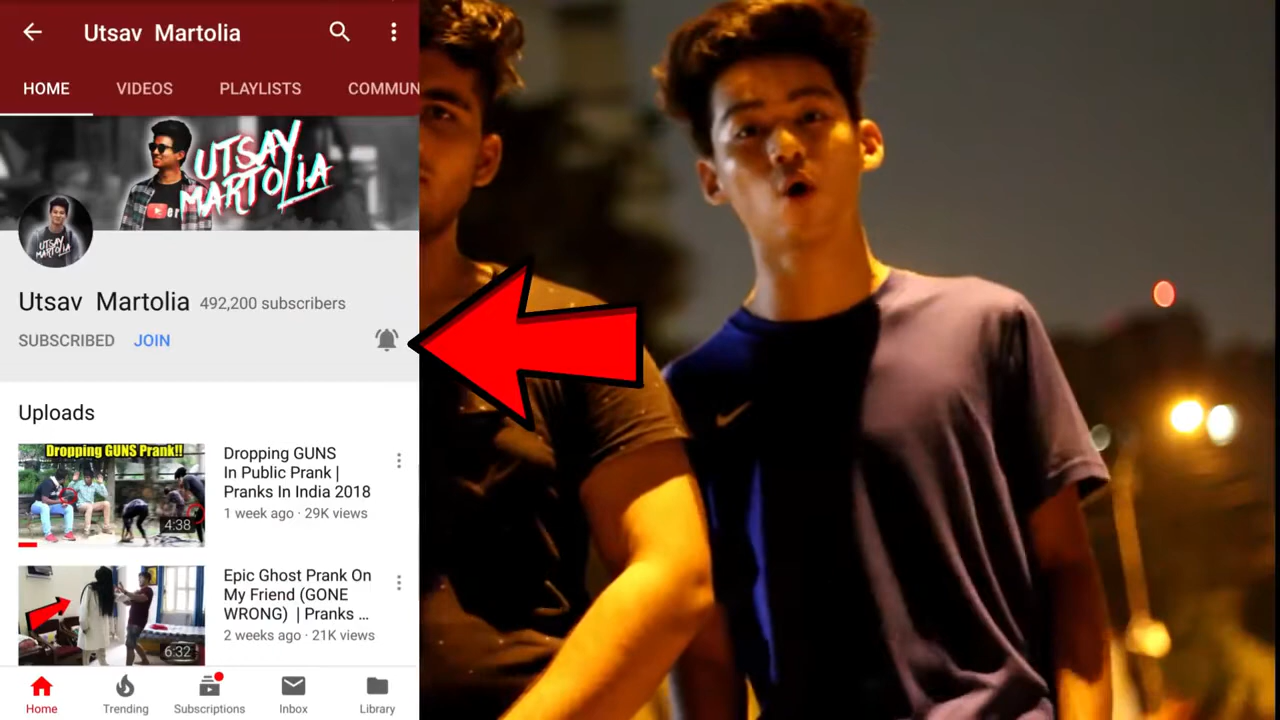 Utsav Martolia
HOME
VIDEOS
PLAYLISTS
COMMUN
UTSAV
MARTOLIA
UTSAV
MARTOLIA
Utsav Martolia 492,200 subscribers
SUBSCRIBED JOIN
Uploads
Dropping GUNS Prank!!
4:38
Dropping GUNS
In Public Prank |
Pranks In India 2018
1 week ago · 29K views
6:32
Epic Ghost Prank On
My Friend (GONE
WRONG) | Pranks ...
2 weeks ago · 21K views
Home
Trending
Subscriptions
Inbox
Library